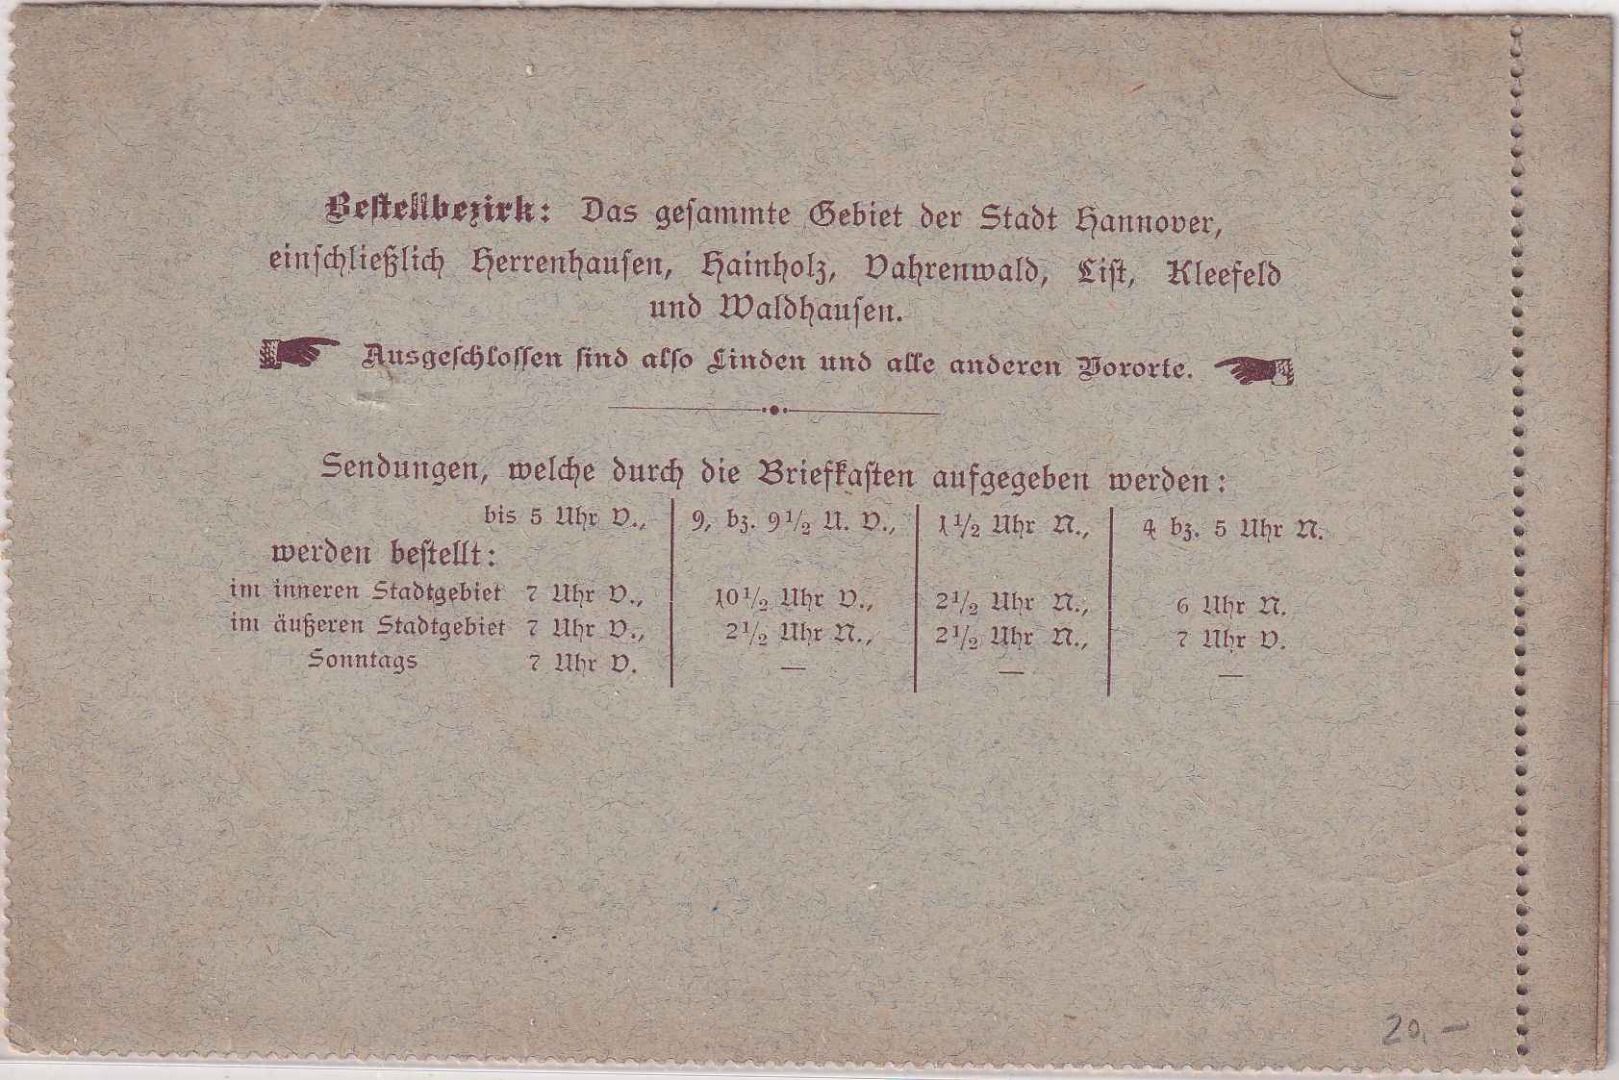 Bestellbezirk: Das gesammte Gebiet der Stadt Hannover,
einschließlich Herrenhausen, Hainholz, Vahrenwald, List, Kleefeld
und Waldhausen.
Ausgeschlossen sind also Linden und alle anderen Vororte.
Sendungen, welche durch die Briefkasten aufgegeben werden:
bis 5 Uhr V., 9, bz. 9½ U. V., 1½ Uhr N., 4 bz. 5 Uhr N.
werden bestellt:
im inneren Stadtgebiet 7 Uhr V., 10½ Uhr V., 2½ Uhr N., 6 Uhr N.
im äußeren Stadtgebiet 7 Uhr V., 2½ Uhr N., 2½ Uhr N., 7 Uhr V.
Sonntags 7 Uhr V. — — —
20,—